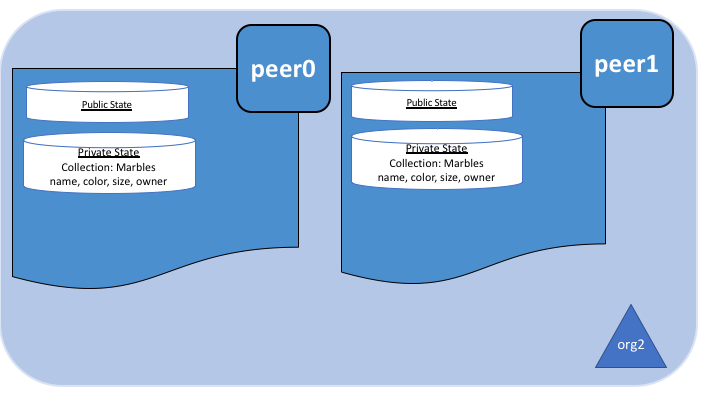 peer0
Public State
Private State
Collection: Marbles
name, color, size, owner
peer1
Public State
Private State
Collection: Marbles
name, color, size, owner
org2